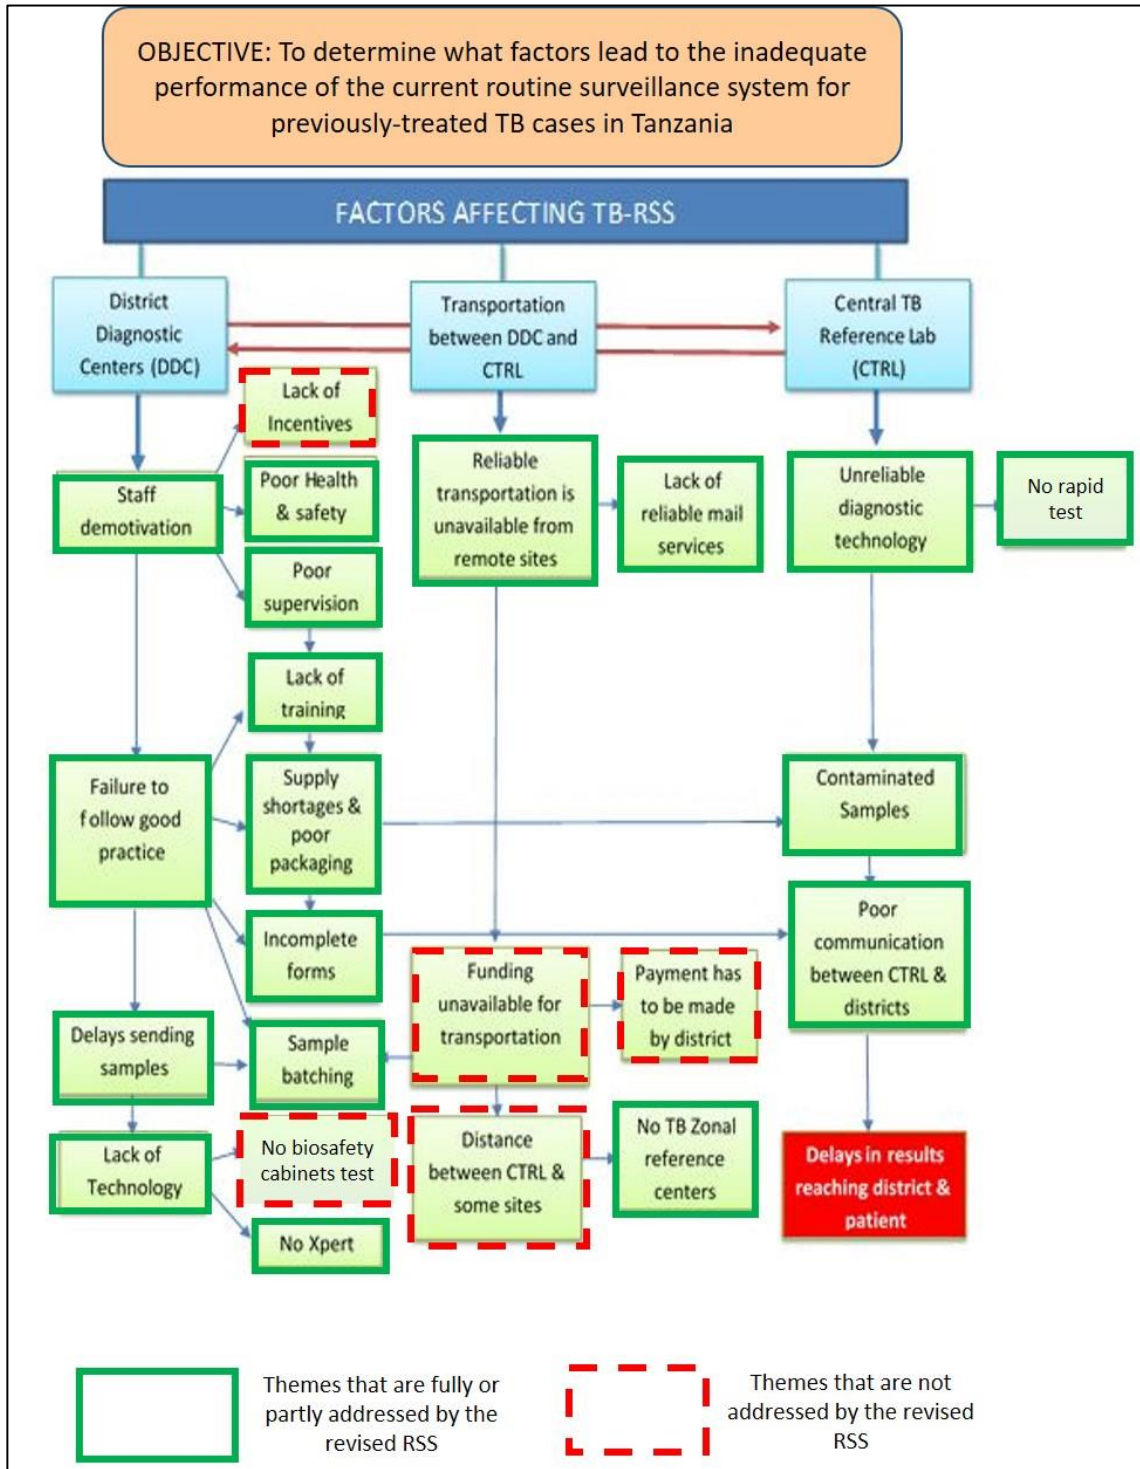 OBJECTIVE: To determine what factors lead to the inadequate
performance of the current routine surveillance system for
previously-treated TB cases in Tanzania
FACTORS AFFECTING TB-RSS
District
Diagnostic
Centers (DDC)
Transportation
between DDC and
CTRL
Central TB
Reference Lab
(CTRL)
Lack of
Incentives
Staff
demotivation
Poor Health
& safety
Poor
supervision
Reliable
transportation is
unavailable from
remote sites
Lack of
reliable mail
services
Unreliable
diagnostic
technology
No rapid
test
Lack of
training
Failure to
follow good
practice
Supply
shortages &
poor
packaging
Contaminated
Samples
Incomplete
forms
Poor
communication
between CTRL &
districts
Funding
unavailable for
transportation
Payment has
to be made
by district
Delays sending
samples
Sample
batching
Lack of
Technology
No biosafety
cabinets test
No Xpert
Distance
between CTRL &
some sites
No TB Zonal
reference
centers
Delays in results
reaching district &
patient
Themes that are fully or
partly addressed by the
revised RSS
Themes that are not
addressed by the revised
RSS